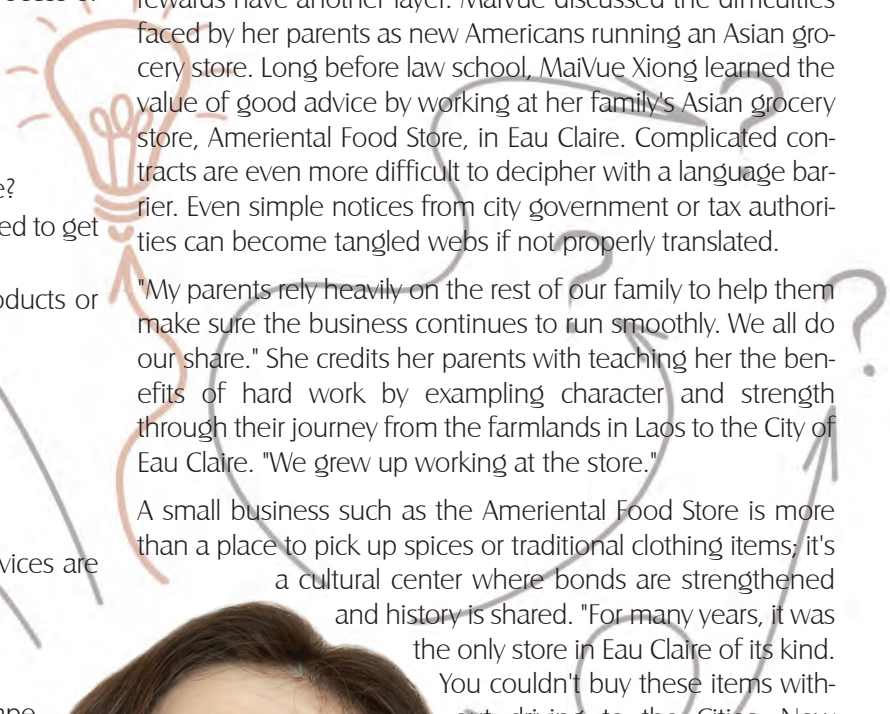 e?
ed to get
oducts or
vices are
rewards have another layer. MaiVue discussed the difficulties
faced by her parents as new Americans running an Asian gro-
cery store. Long before law school, MaiVue Xiong learned the
value of good advice by working at her family's Asian grocery
store, Ameriental Food Store, in Eau Claire. Complicated con-
tracts are even more difficult to decipher with a language bar-
rier. Even simple notices from city government or tax authori-
ties can become tangled webs if not properly translated.
"My parents rely heavily on the rest of our family to help them
make sure the business continues to run smoothly. We all do
our share." She credits her parents with teaching her the ben-
efits of hard work by exampling character and strength
through their journey from the farmlands in Laos to the City of
Eau Claire. "We grew up working at the store."
A small business such as the Ameriental Food Store is more
than a place to pick up spices or traditional clothing items; it's
a cultural center where bonds are strengthened
and history is shared. "For many years, it was
the only store in Eau Claire of its kind.
You couldn't buy these items with-
out driving to the Cities. Now